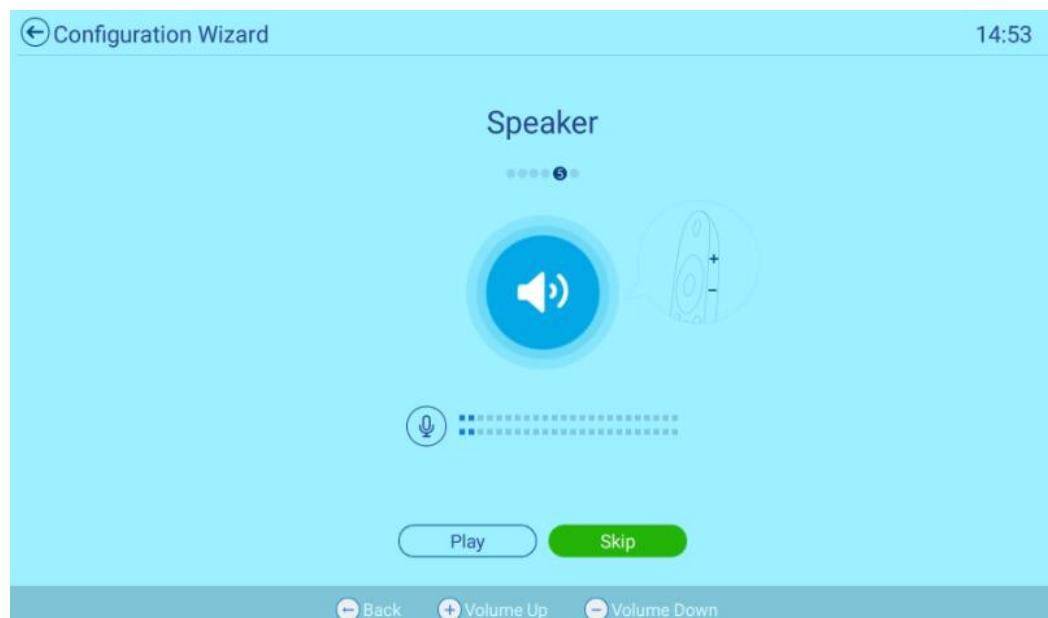 Configuration Wizard 14:53
Speaker
5
+
-
Play Skip
Back + Volume Up - Volume Down